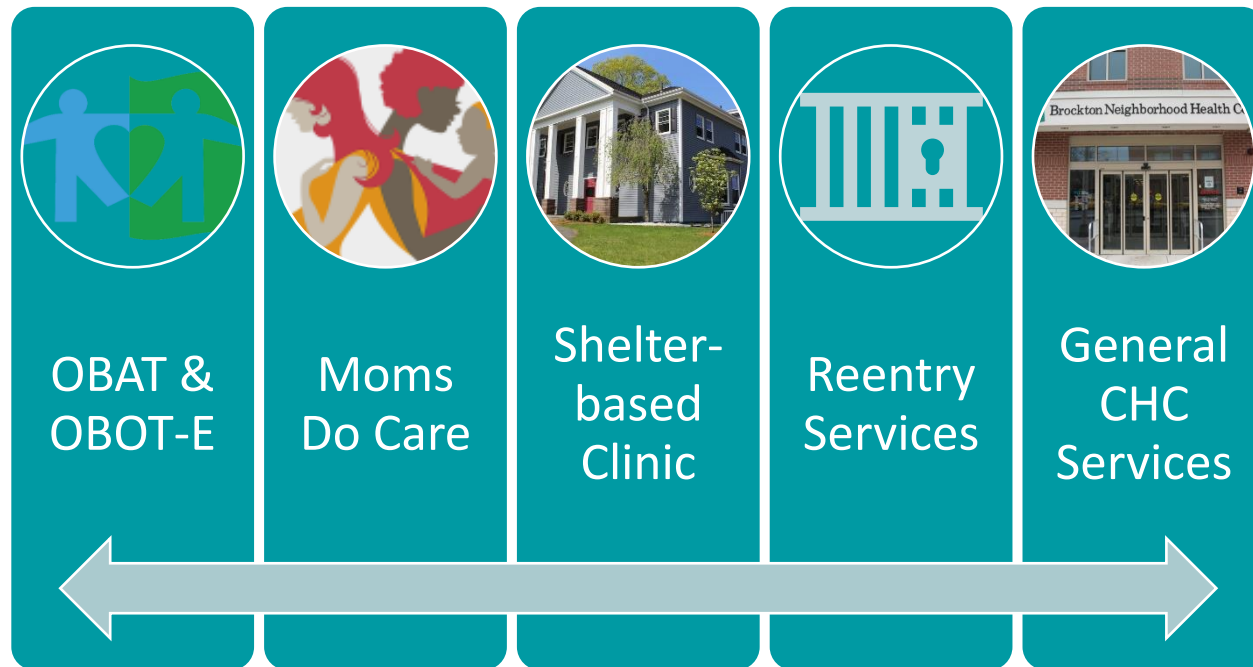 Brockton Neighborhood Health
OBAT &
OBOT-E
Moms
Do Care
Shelter-
based
Clinic
Reentry
Services
General
CHC
Services